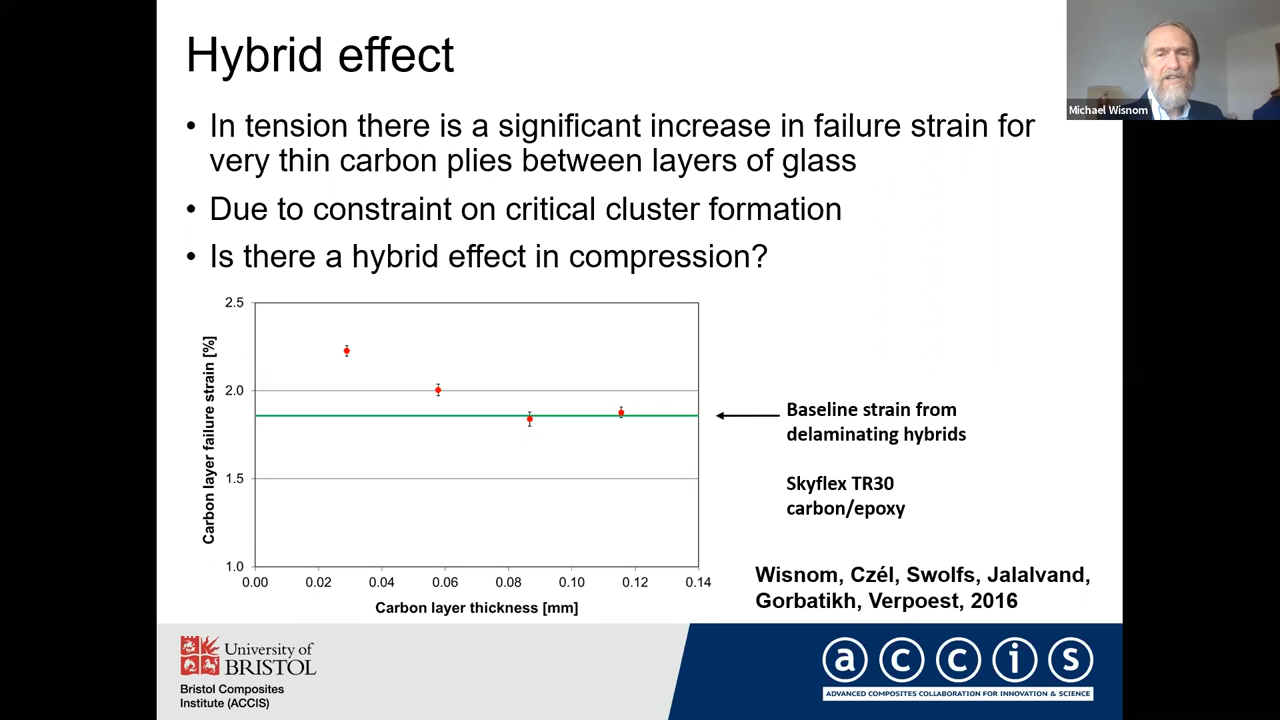 Hybrid effect
Michael Wisnom
• In tension there is a significant increase in failure strain for
very thin carbon plies between layers of glass
• Due to constraint on critical cluster formation
• Is there a hybrid effect in compression?
Carbon layer failure strain [%]
2.5
2.0
1.5
1.0
0.00 0.02 0.04 0.06 0.08 0.10 0.12 0.14
Carbon layer thickness [mm]
Baseline strain from
delaminating hybrids
Skyflex TR30
carbon/epoxy
Wisnom, Czél, Swolfs, Jalalvand,
Gorbatikh, Verpoest, 2016
University of
BRISTOL
Bristol Composites
Institute (ACCIS)
accis
ADVANCED COMPOSITES COLLABORATION FOR INNOVATION & SCIENCE